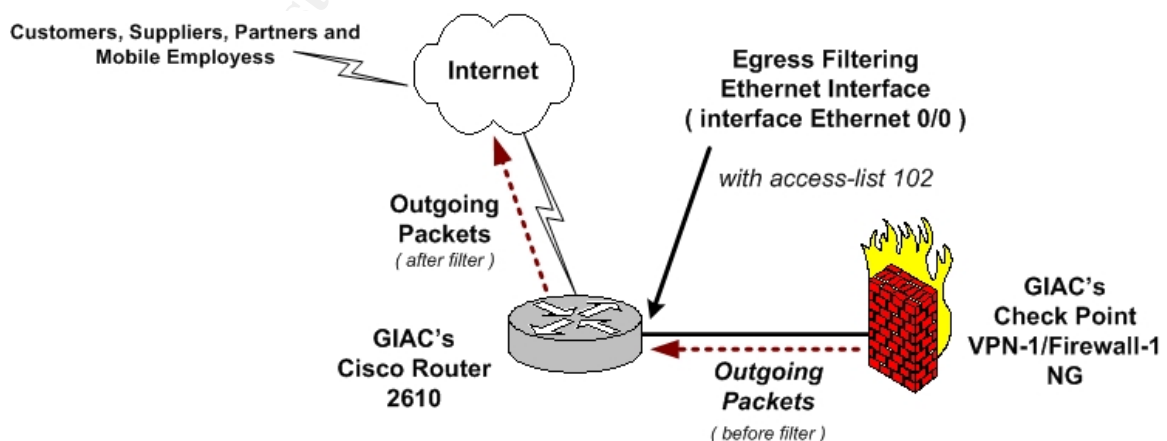 Customers, Suppliers, Partners and
Mobile Employess
Internet
Egress Filtering
Ethernet Interface
( interface Ethernet 0/0 )
with access-list 102
Outgoing
Packets
( after filter )
GIAC's
Cisco Router
2610
Outgoing
Packets
( before filter )
GIAC's
Check Point
VPN-1/Firewall-1
NG